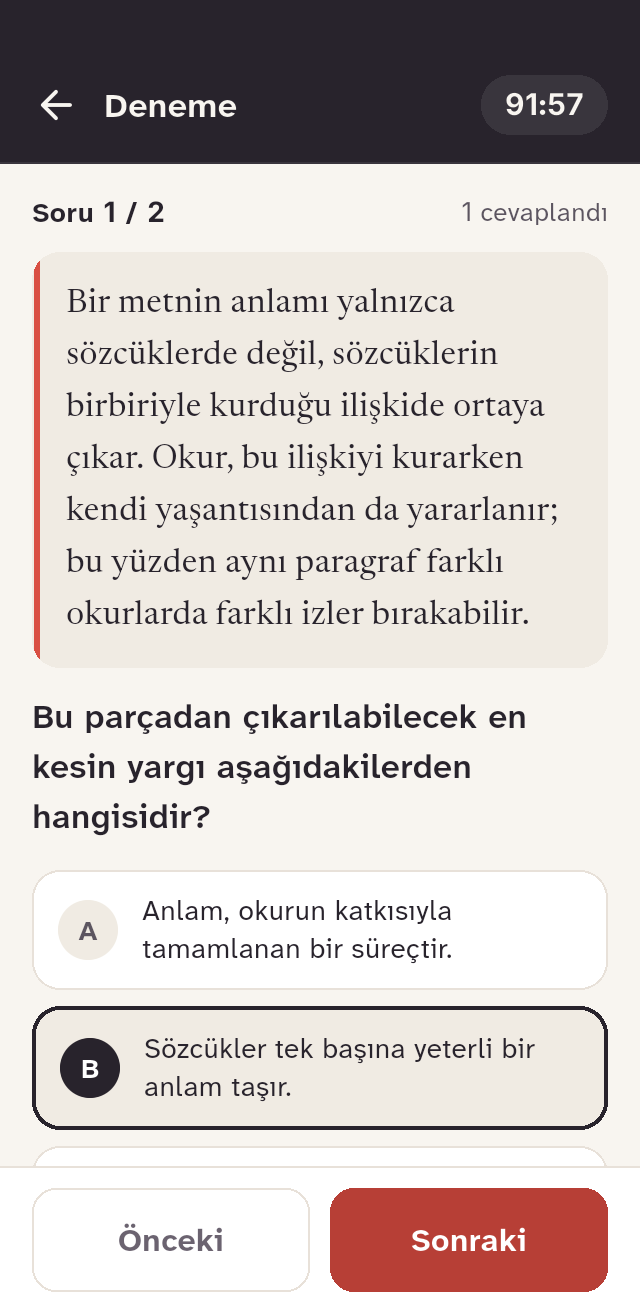 Deneme
91:57
Soru 1 / 2
1 cevaplandı
Bir metnin anlamı yalnızca
sözcüklerde değil, sözcüklerin
birbiriyle kurduğu ilişkide ortaya
çıkar. Okur, bu ilişkiyi kurarken
kendi yaşantısından da yararlanır;
bu yüzden aynı paragraf farklı
okurlarda farklı izler bırakabilir.
Bu parçadan çıkarılabilecek en
kesin yargı aşağıdakilerden
hangisidir?
A
Anlam, okurun katkısıyla
tamamlanan bir süreçtir.
B
Sözcükler tek başına yeterli bir
anlam taşır.
Önceki
Sonraki